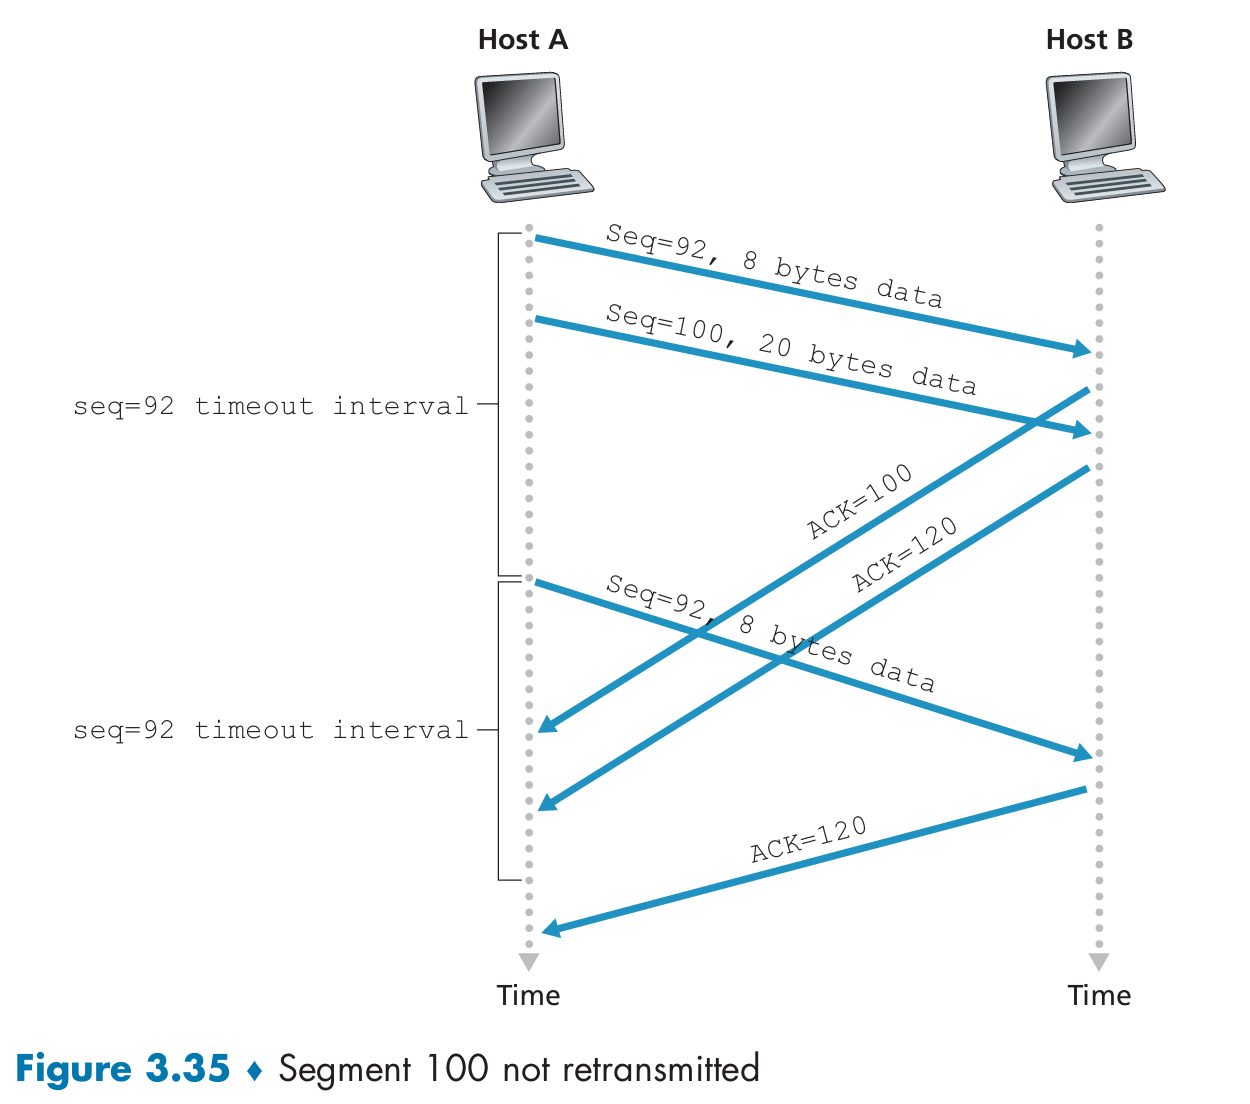 Host A
Host B
Seq=92, 8 bytes data
Seq=100, 20 bytes data
seq=92 timeout interval
ACK=100
ACK=120
Seq=92, 8 bytes data
seq=92 timeout interval
ACK=120
Time
Time
Figure 3.35 ♦ Segment 100 not retransmitted